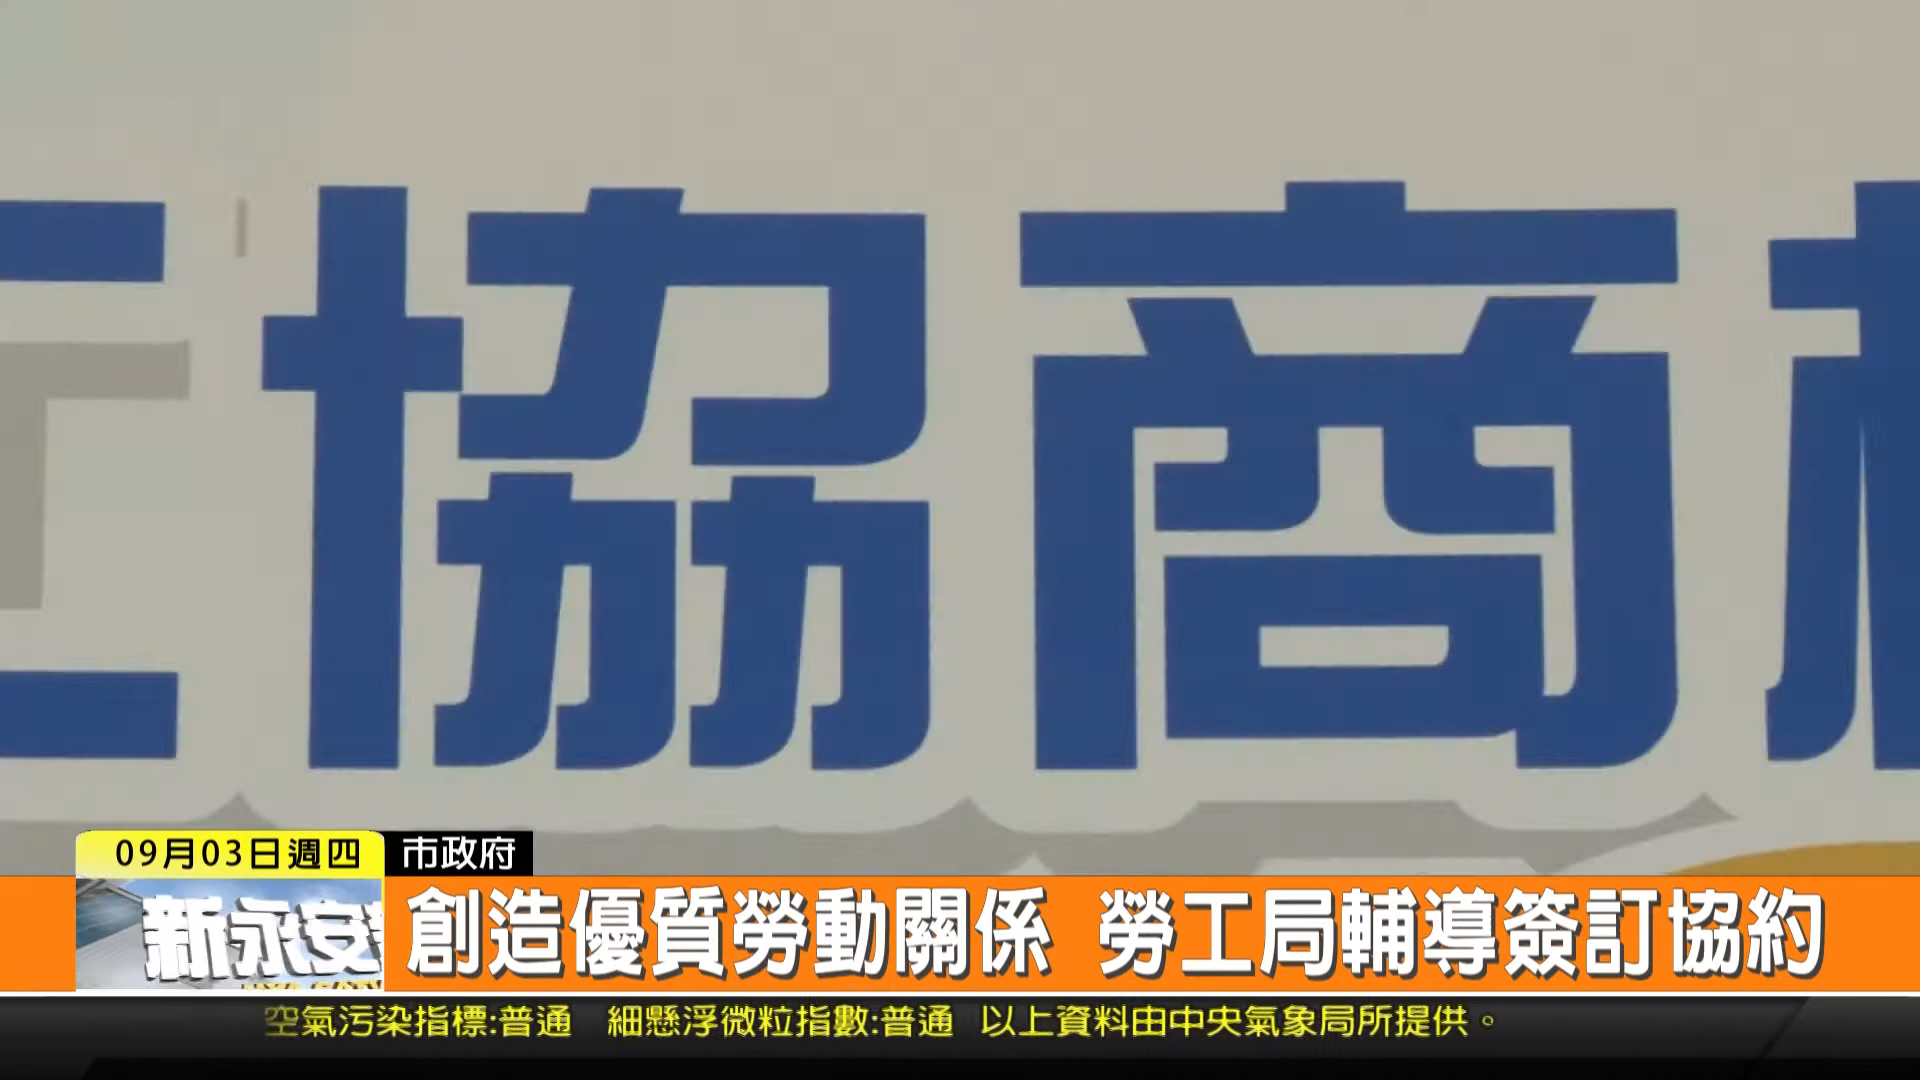 工協商
09月03日週四
市政府
新永安
創造優質勞動關係 勞工局輔導簽訂協約
空氣污染指標:普通 細懸浮微粒指數:普通 以上資料由中央氣象局所提供。